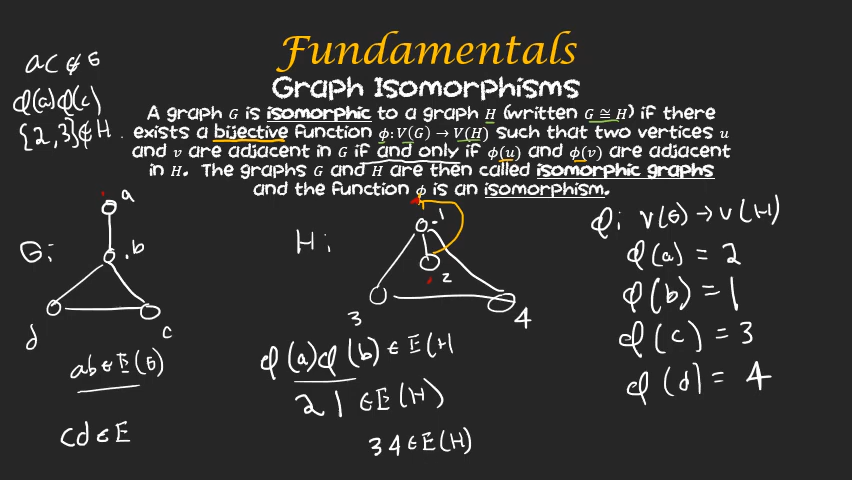 Fundamentals
Graph Isomorphisms
A graph G is isomorphic to a graph H (written G ≅ H) if there
exists a bijective function ϕ: V(G) → V(H) such that two vertices u
and v are adjacent in G if and only if ϕ(u) and ϕ(v) are adjacent
in H. The graphs G and H are then called isomorphic graphs
and the function ϕ is an isomorphism.
ac ∉ G
φ(a)φ(c)
{2,3}∉H
G:
a
b
d
c
ab ∈ E(G)
cd ∈ E
H:
1
2
3
4
φ(a)φ(b) ∈ E(H
21 ∈ E(H)
34 ∈ E(H)
φ: V(G) → V(H)
φ(a) = 2
φ(b) = 1
φ(c) = 3
φ(d) = 4